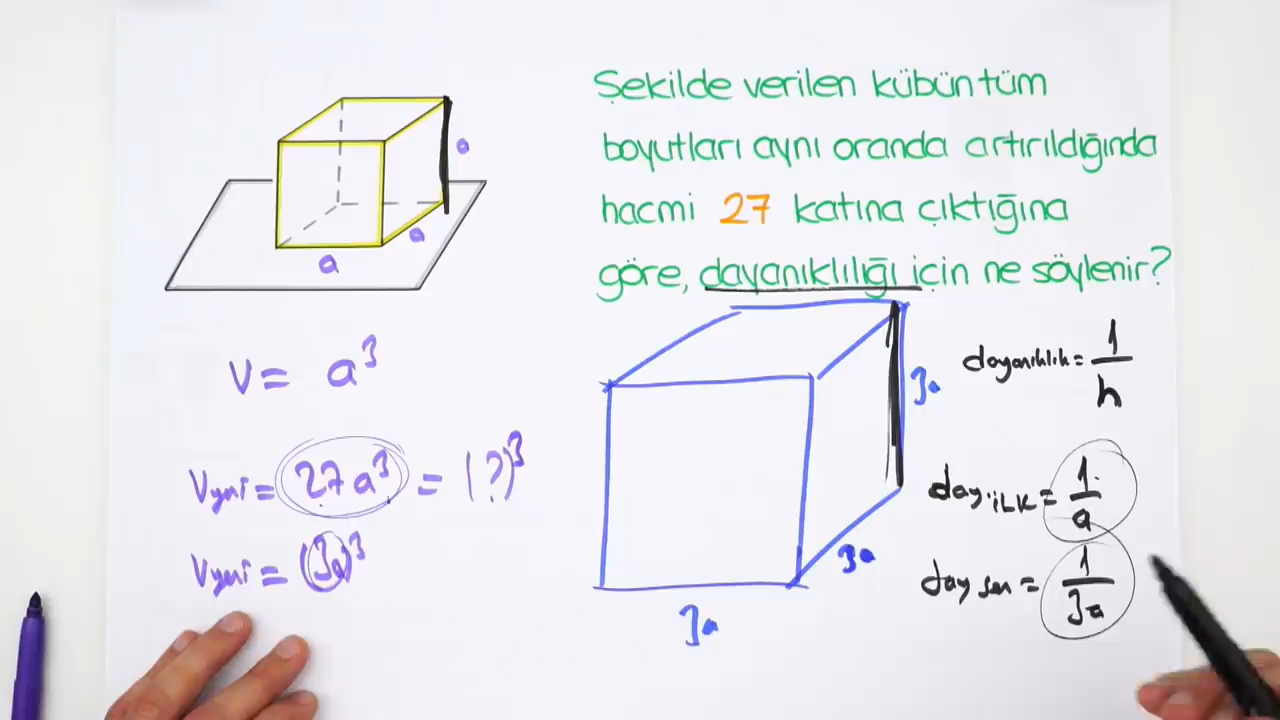 Şekilde verilen kübün tüm
boyutları aynı oranda artırıldığında
hacmi 27 katına çıktığına
göre, dayanıklılığı için ne söylenir?
a
a
a
V = a³
Vyeni = 27a³ = (?)³
Vyeni = (3a)³
3a
3a
3a
dayanıklılık = 1/h
day. İLK = 1/a
day son = 1/3a